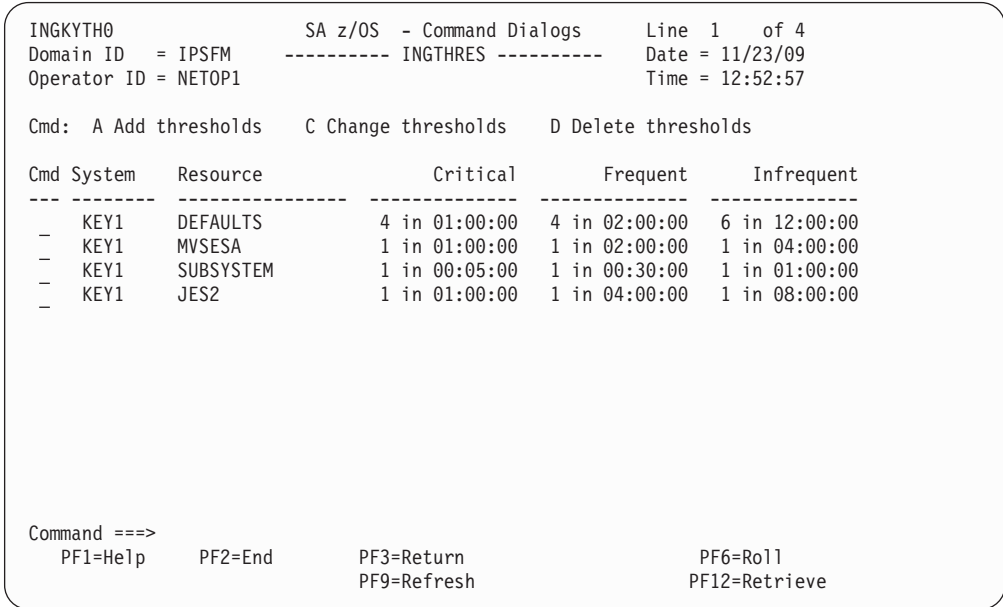 INGKYTH0                 SA z/OS  - Command Dialogs      Line  1    of 4
Domain ID   = IPSFM    ---------- INGTHRES ----------    Date = 11/23/09
Operator ID = NETOP1                                     Time = 12:52:57
Cmd:  A Add thresholds    C Change thresholds    D Delete thresholds
Cmd System   Resource                Critical        Frequent      Infrequent
--- -------- ----------------  --------------  --------------  --------------
 _   KEY1    DEFAULTS           4 in 01:00:00   4 in 02:00:00   6 in 12:00:00
 _   KEY1    MVSESA             1 in 01:00:00   1 in 02:00:00   1 in 04:00:00
 _   KEY1    SUBSYSTEM          1 in 00:05:00   1 in 00:30:00   1 in 01:00:00
 _   KEY1    JES2               1 in 01:00:00   1 in 04:00:00   1 in 08:00:00
Command ===>
   PF1=Help    PF2=End        PF3=Return                      PF6=Roll
                              PF9=Refresh                    PF12=Retrieve